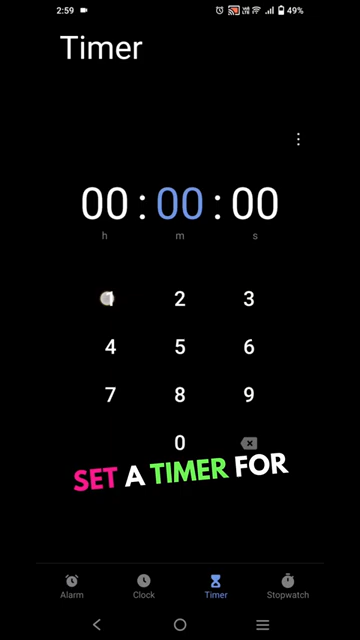 2:59 49%
Timer
00 : 00 : 00
h m s
2 3
4 5 6
7 8 9
0
SET A TIMER FOR
Alarm Clock Timer Stopwatch